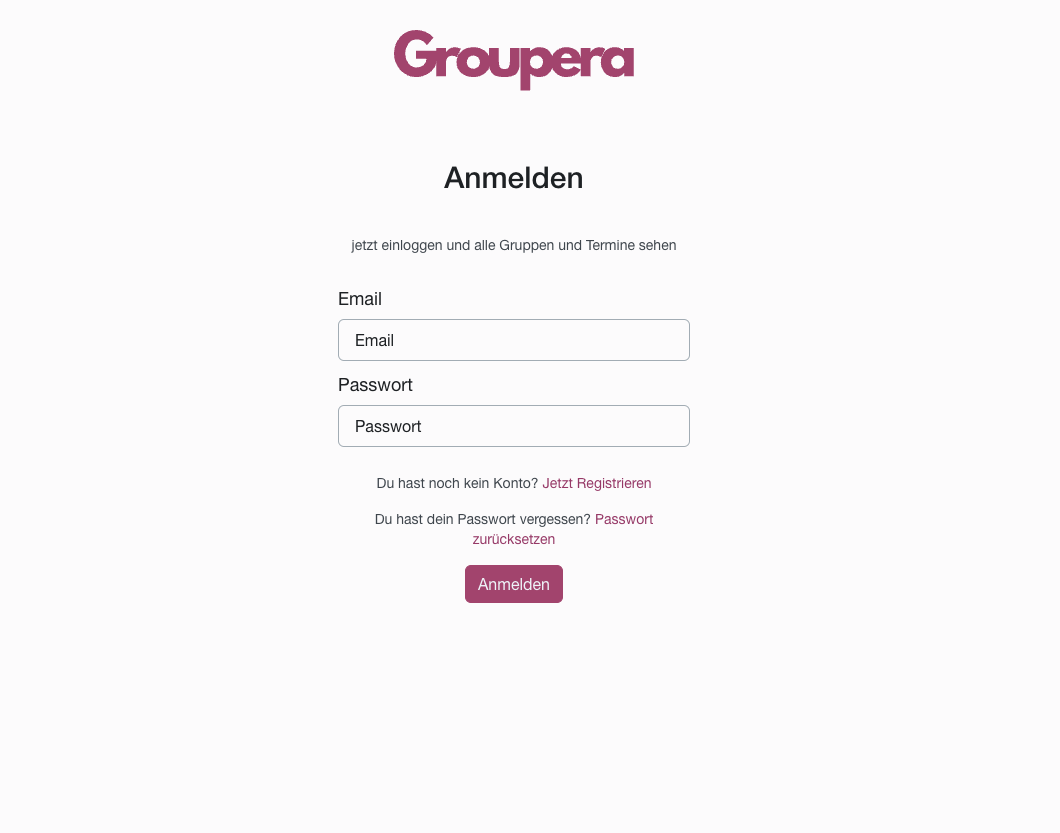 Groupera
Anmelden
jetzt einloggen und alle Gruppen und Termine sehen
Email
Email
Passwort
Passwort
Du hast noch kein Konto? Jetzt Registrieren
Du hast dein Passwort vergessen? Passwort
zurücksetzen
Anmelden